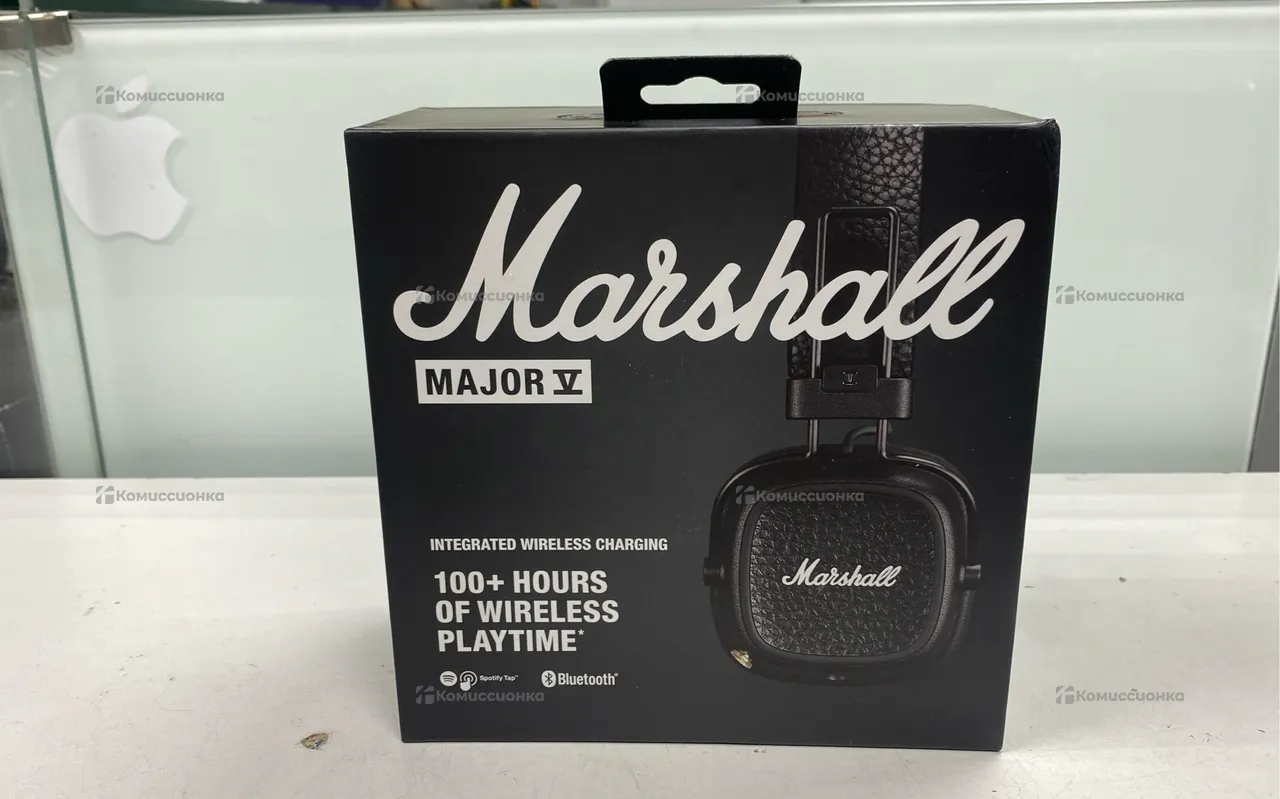 Комиссионка
Комиссионка
Marshall
Комиссионка
Комиссионка
MAJOR V
V
Комиссионка
Комиссионка
INTEGRATED WIRELESS CHARGING
Marshall
100+ HOURS
OF WIRELESS
PLAYTIME*
Spotify Tap™ Bluetooth®
Комиссионка
Комиссионка